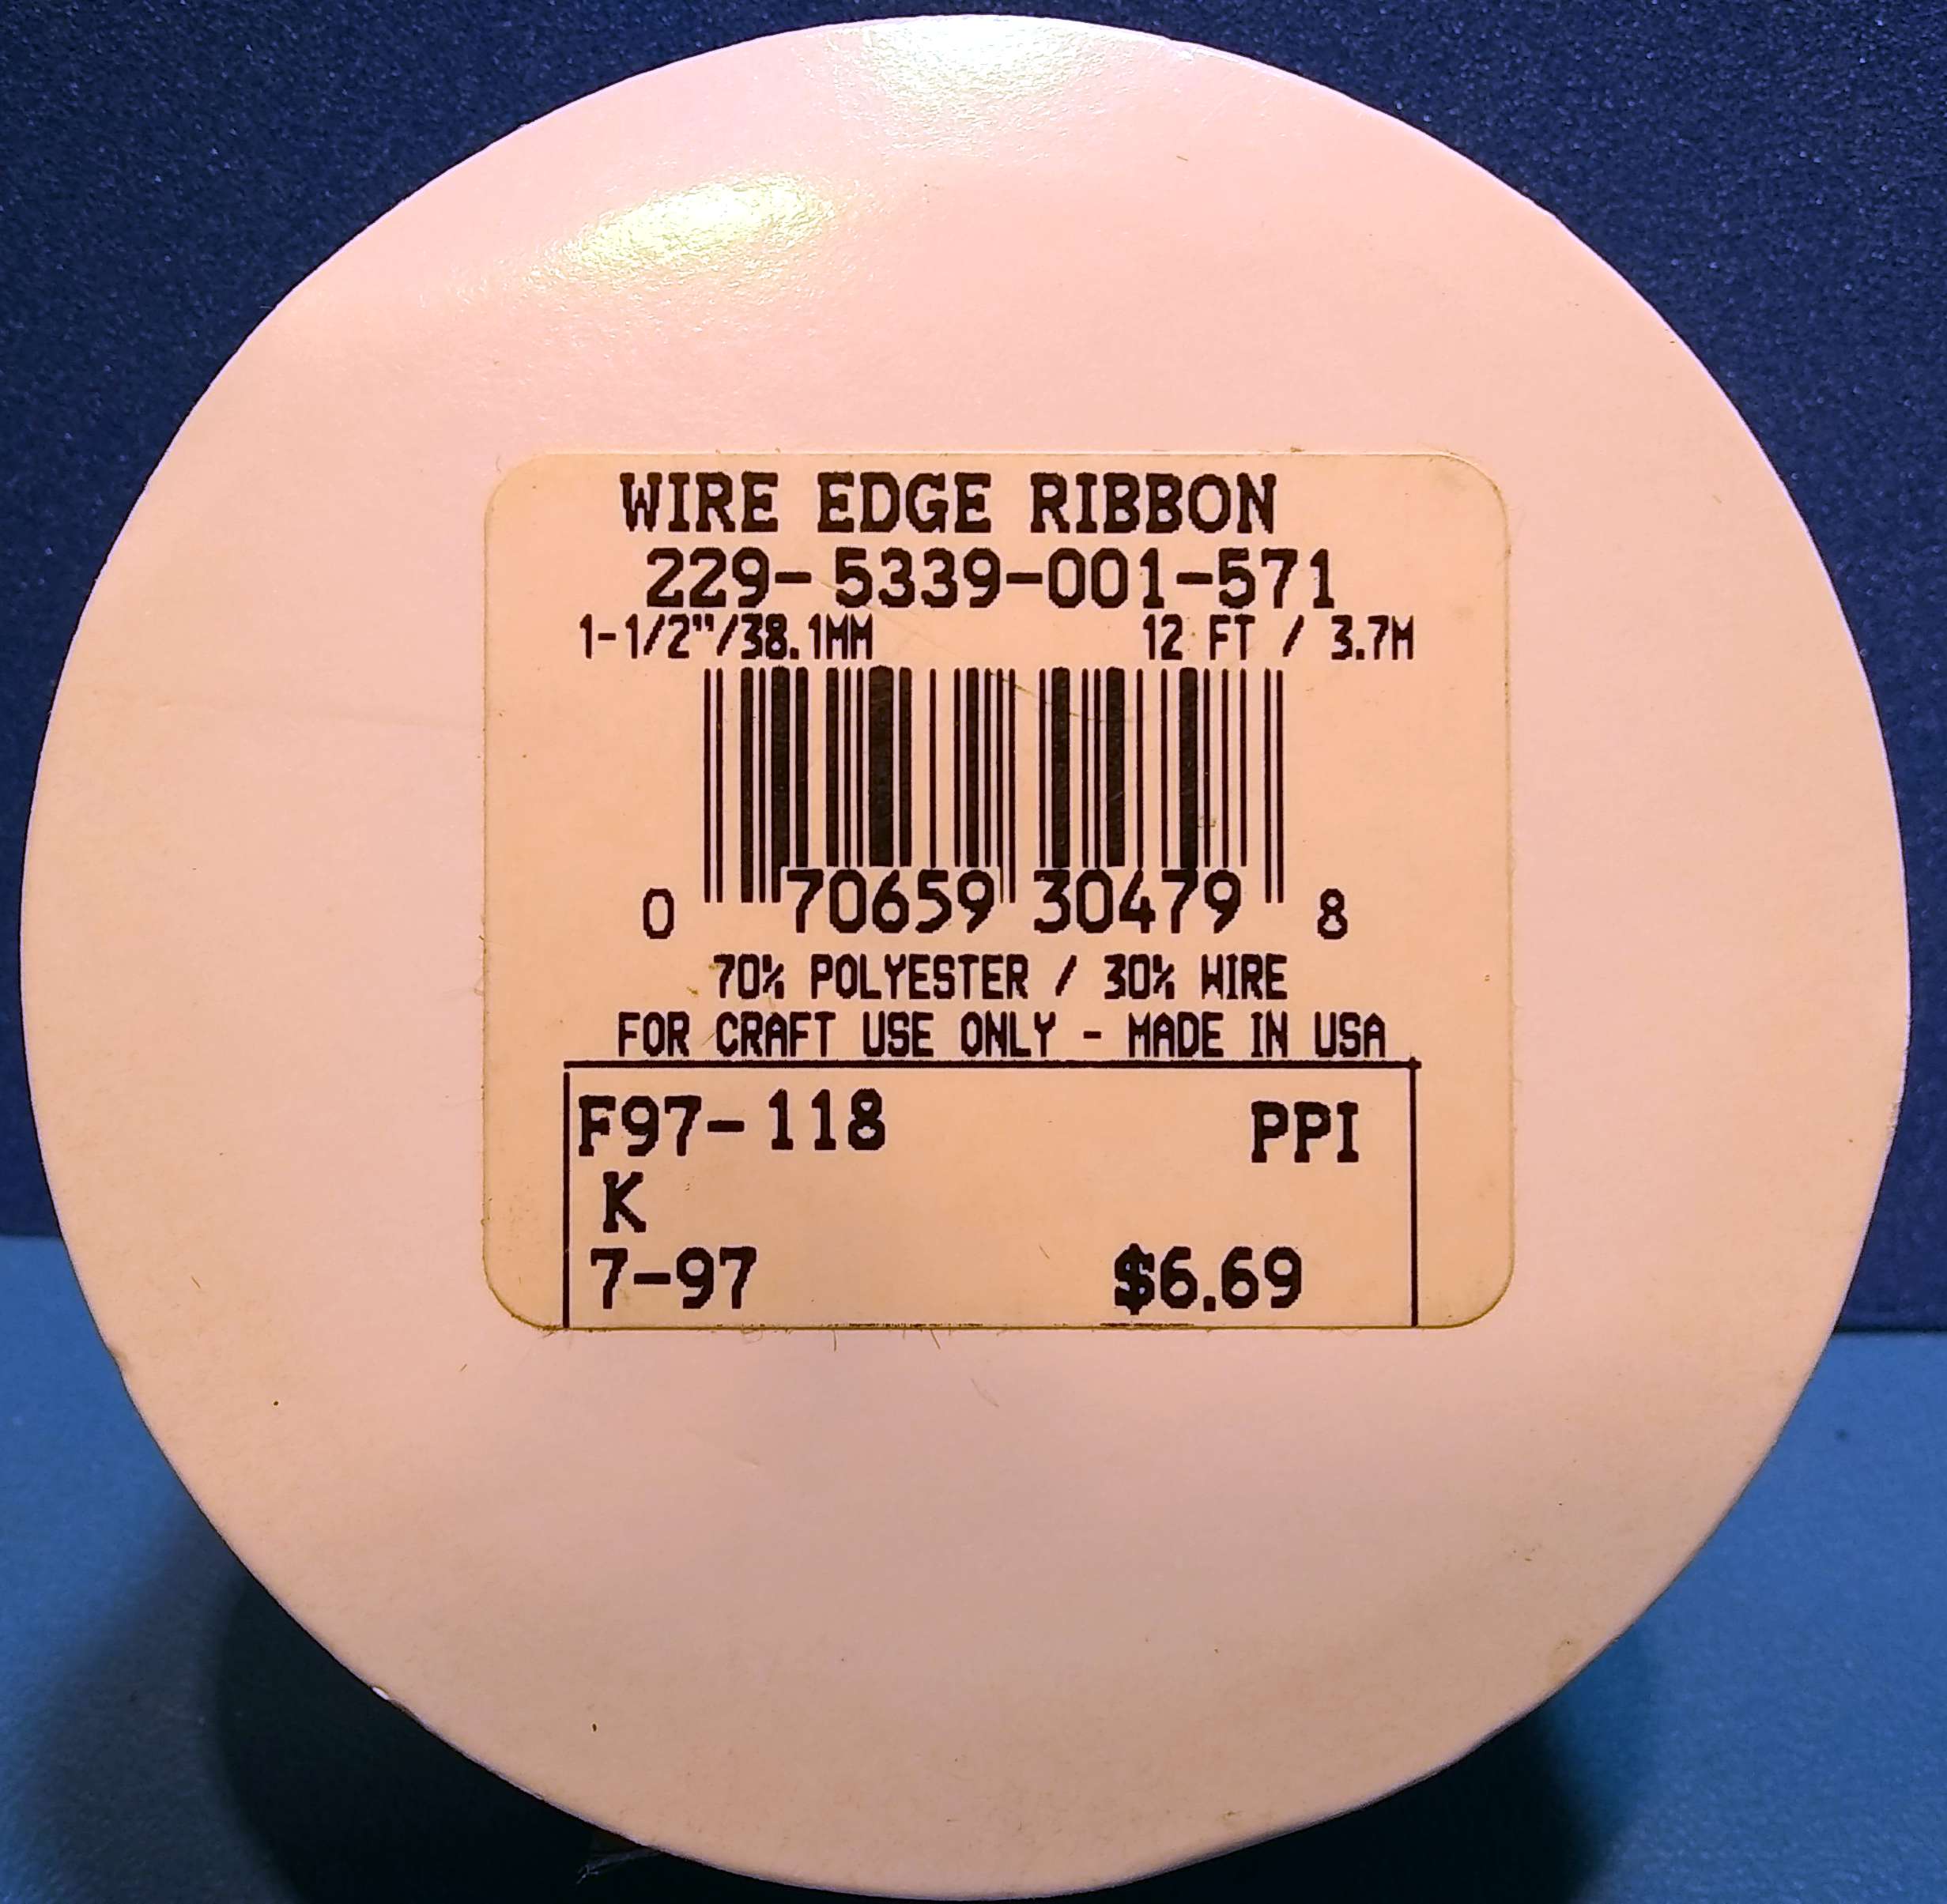 WIRE EDGE RIBBON
229-5339-001-571
1-1/2"/38.1MM 12 FT / 3.7M
0 70659 30479 8
70% POLYESTER / 30% WIRE
FOR CRAFT USE ONLY - MADE IN USA
F97-118 PPI
K
7-97 $6.69